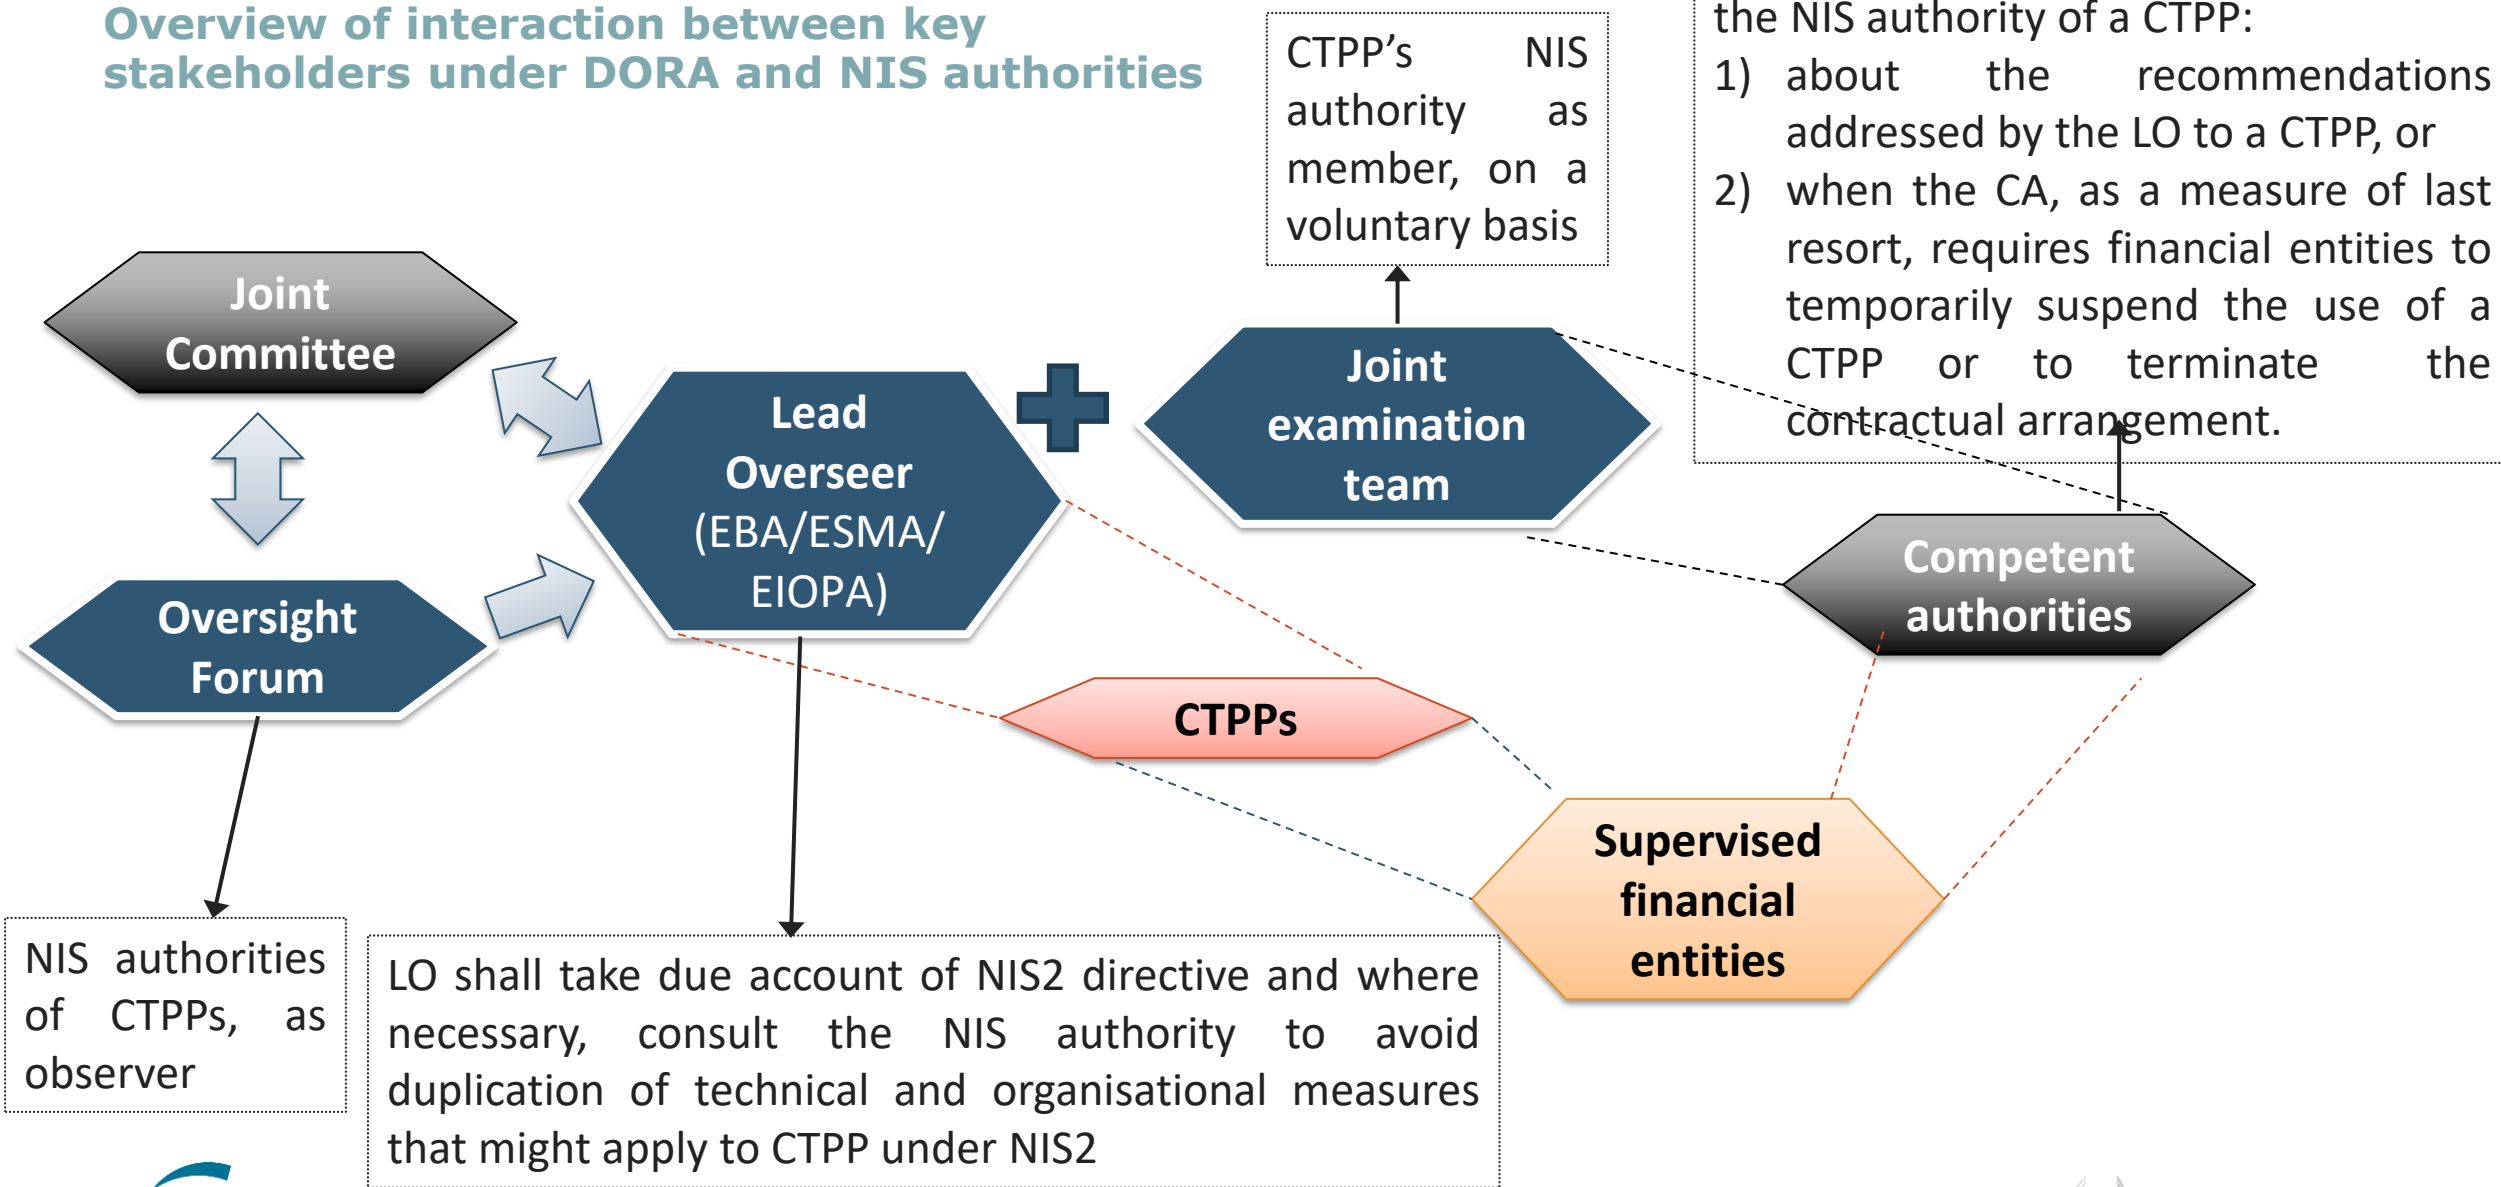 Overview of interaction between key
stakeholders under DORA and NIS authorities
CTPP’s NIS
authority as
member, on a
voluntary basis
the NIS authority of a CTPP:
1) about the recommendations
addressed by the LO to a CTPP, or
2) when the CA, as a measure of last
resort, requires financial entities to
temporarily suspend the use of a
CTPP or to terminate the
contractual arrangement.
Joint
Committee
Lead
Overseer
(EBA/ESMA/
EIOPA)
Joint
examination
team
Competent
authorities
Oversight
Forum
CTPPs
Supervised
financial
entities
NIS authorities
of CTPPs, as
observer
LO shall take due account of NIS2 directive and where
necessary, consult the NIS authority to avoid
duplication of technical and organisational measures
that might apply to CTPP under NIS2